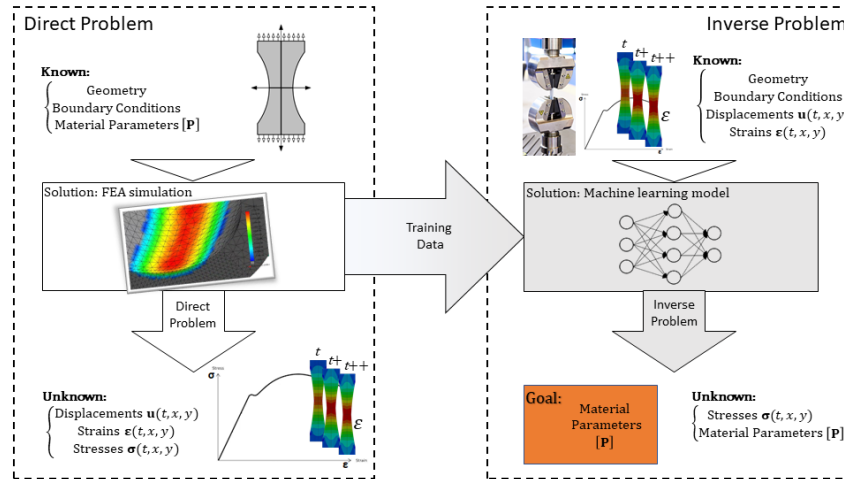 Direct Problem
Known:
Geometry
Boundary Conditions
Material Parameters [𝐏]
Solution: FEA simulation
Direct
Problem
Unknown:
Displacements 𝐮(t, x, y)
Strains 𝛆(t, x, y)
Stresses 𝛔(t, x, y)
Stress
σ
t
t+
t++
ℰ
ε
Strain
Training
Data
Inverse Problem
t
t+
t++
σ
ℰ
ε
Known:
Geometry
Boundary Conditions
Displacements 𝐮(t, x, y
Strains 𝛆(t, x, y)
Solution: Machine learning model
Inverse
Problem
Goal:
Material
Parameters
[𝐏]
Unknown:
Stresses 𝛔(t, x, y)
Material Parameters [𝐏]